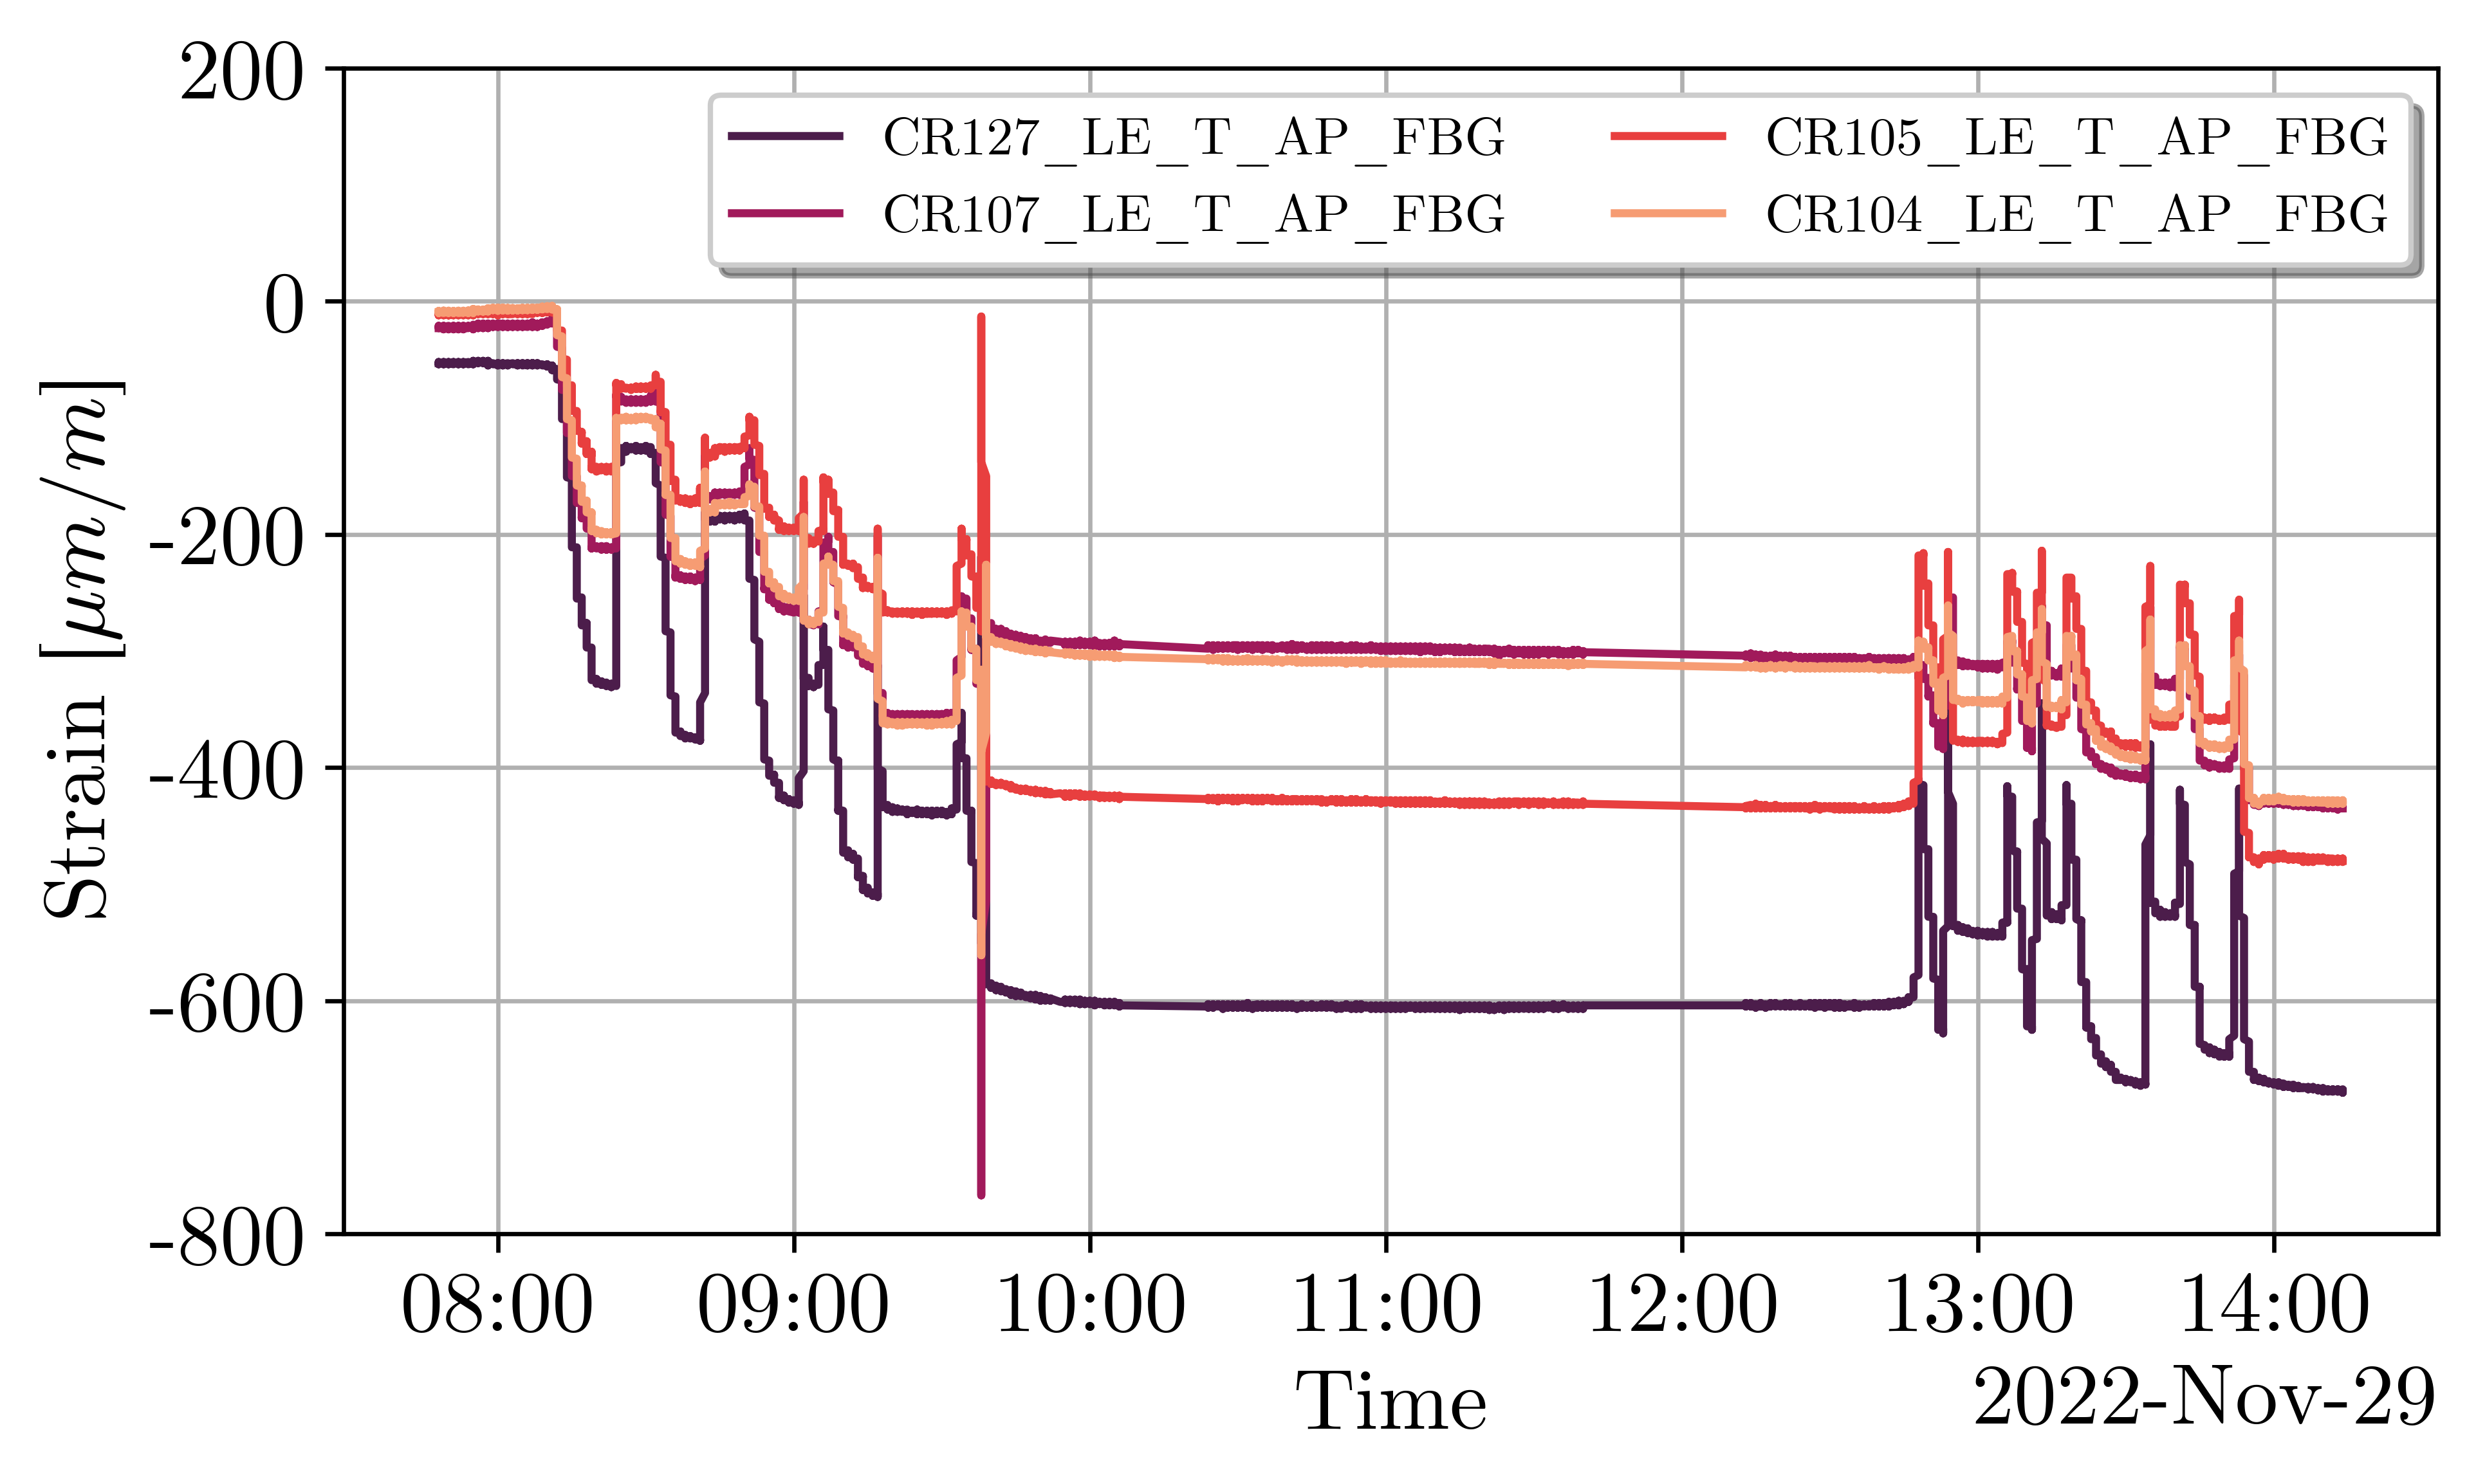 200
0
-200
-400
-600
-800
Strain [μm/m]
CR127_LE_T_AP_FBG
CR107_LE_T_AP_FBG
CR105_LE_T_AP_FBG
CR104_LE_T_AP_FBG
08:00 09:00 10:00 11:00 12:00 13:00 14:00
Time
2022-Nov-29